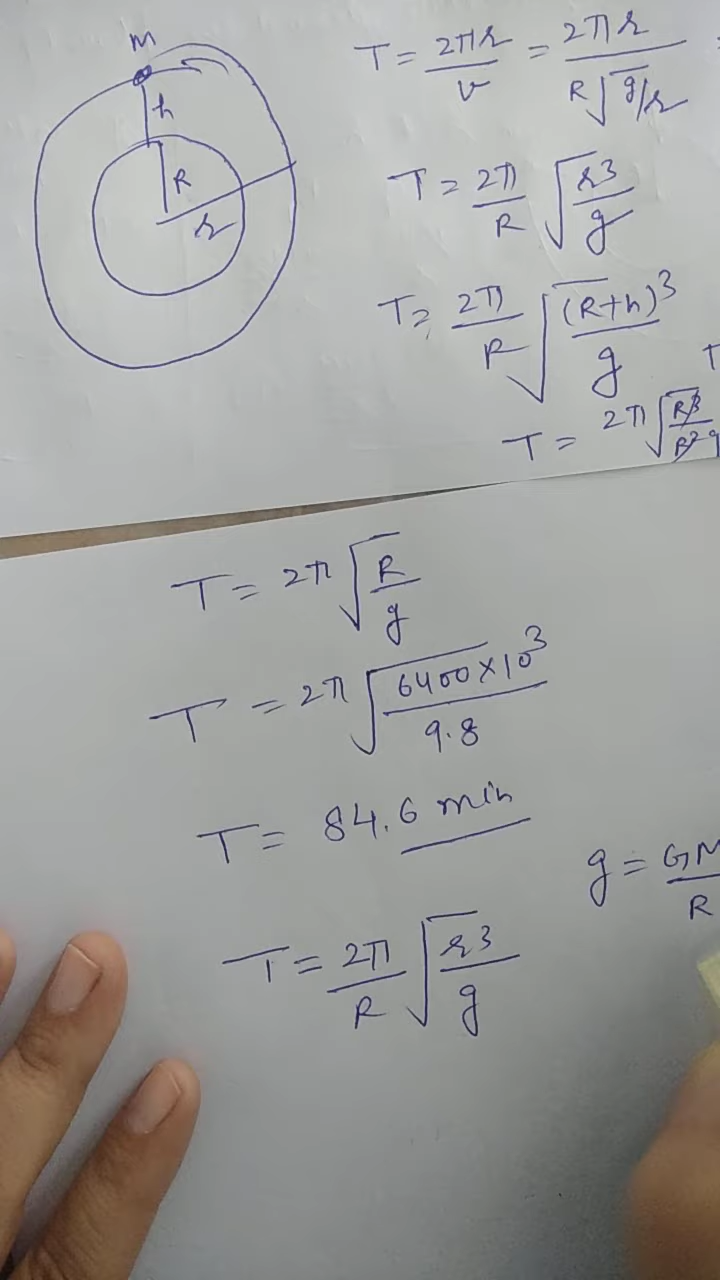 M
h
R
r
T = 2πr/v = 2πr/R√g/r
T = 2π/R √r3/g
T = 2π/R √(R+h)3/g
T
T = 2π √R3/R2g
T = 2π √R/g
T = 2π √6400×103/9.8
T = 84.6 min
g = GM/R
T = 2π/R √r3/g